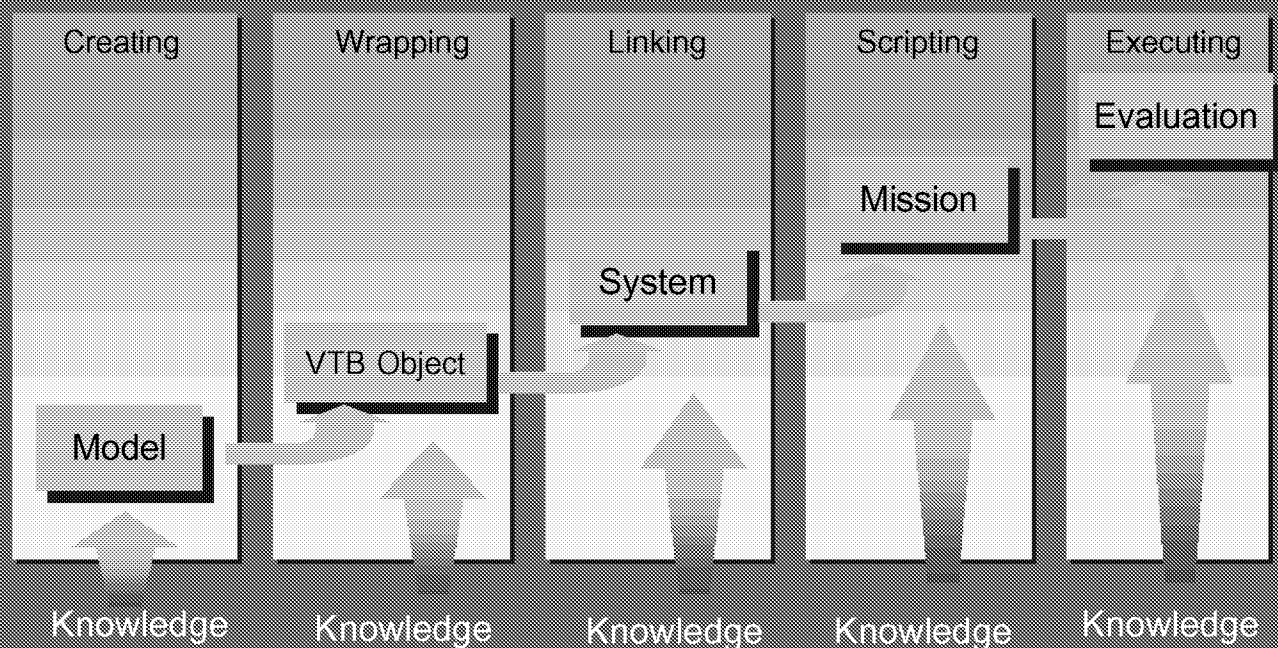 Creating
Wrapping
Linking
Scripting
Executing
Evaluation
Mission
System
VTB Object
Model
Knowledge
Knowledge
Knowledge
Knowledge
Knowledge